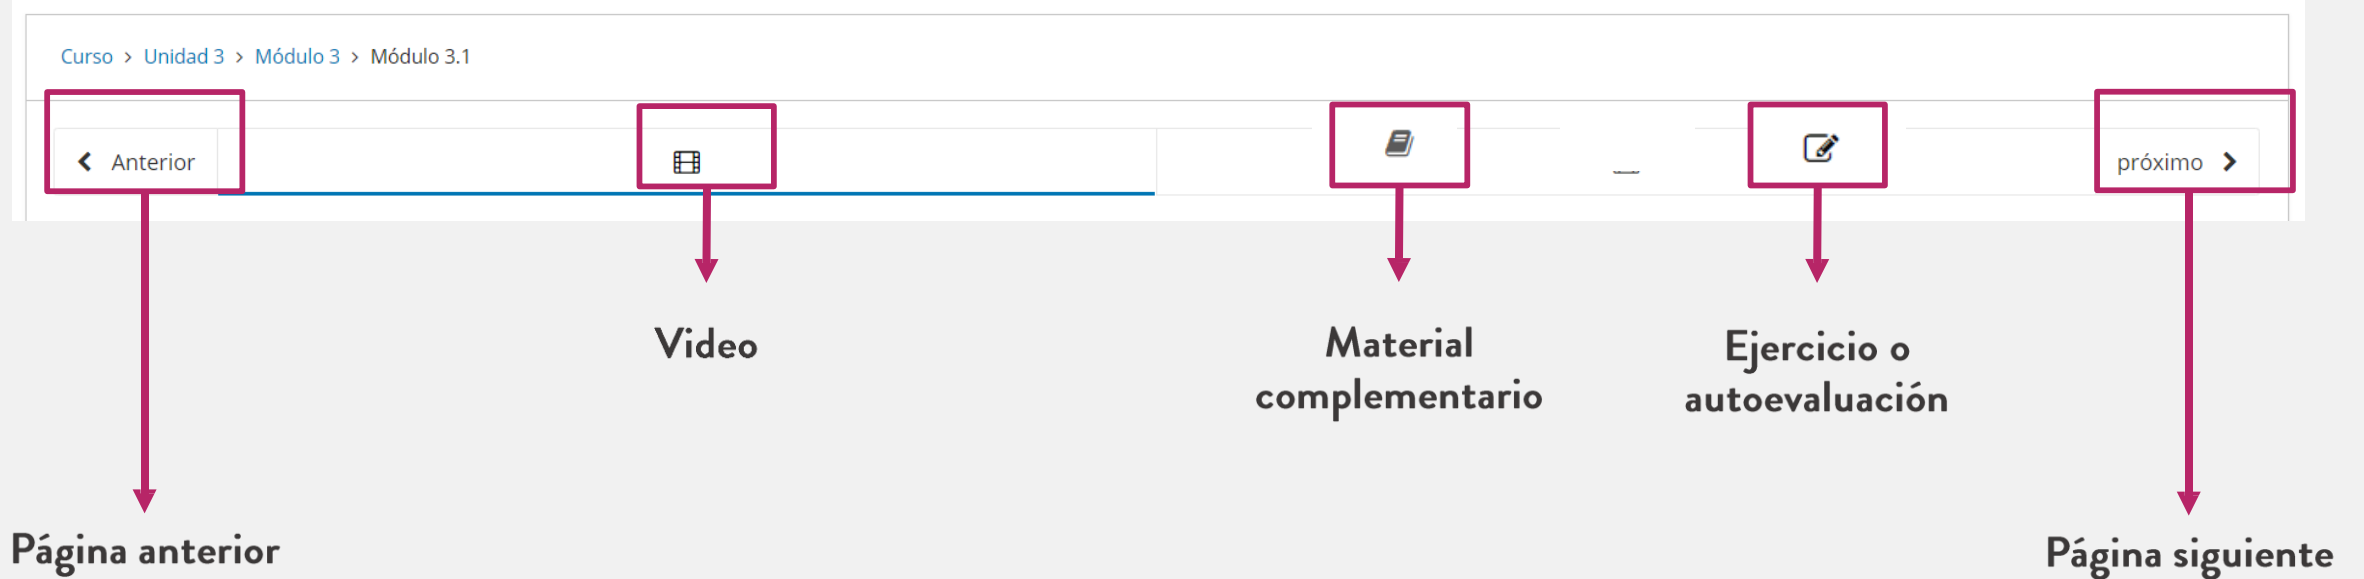 Curso > Unidad 3 > Módulo 3 > Módulo 3.1
Anterior
próximo
Video
Material
complementario
Ejercicio o
autoevaluación
Página anterior
Página siguiente